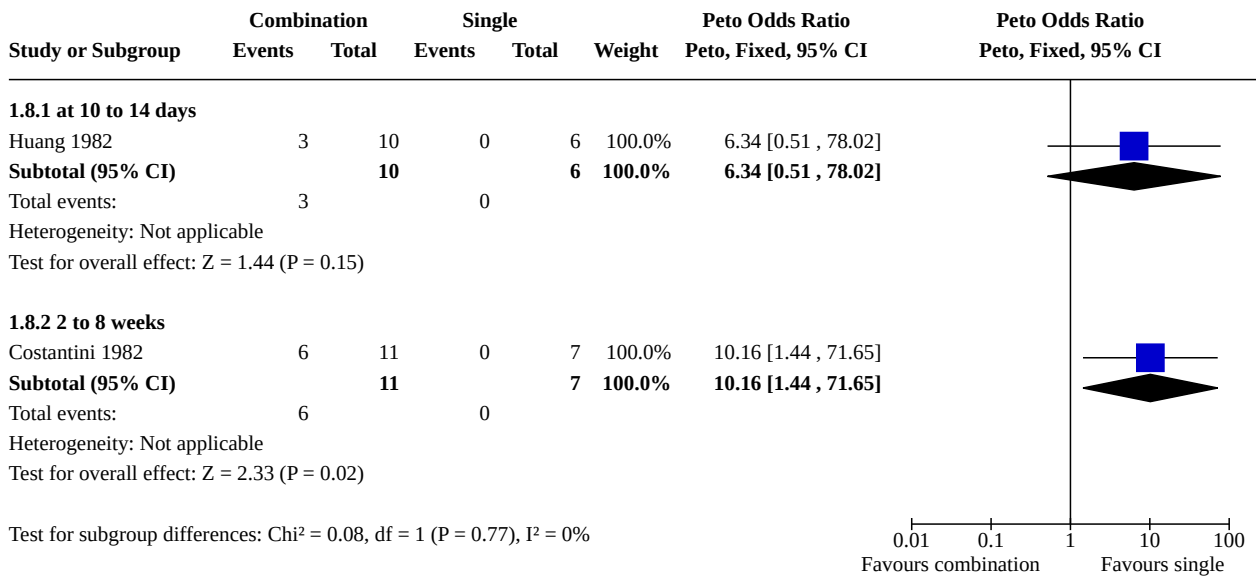 Combination Single Peto Odds Ratio Peto Odds Ratio
Study or Subgroup Events Total Events Total Weight Peto, Fixed, 95% CI Peto, Fixed, 95% CI
1.8.1 at 10 to 14 days
Huang 1982 3 10 0 6 100.0% 6.34 [0.51 , 78.02]
Subtotal (95% CI) 10 6 100.0% 6.34 [0.51 , 78.02]
Total events: 3 0
Heterogeneity: Not applicable
Test for overall effect: Z = 1.44 (P = 0.15)
1.8.2 2 to 8 weeks
Costantini 1982 6 11 0 7 100.0% 10.16 [1.44 , 71.65]
Subtotal (95% CI) 11 7 100.0% 10.16 [1.44 , 71.65]
Total events: 6 0
Heterogeneity: Not applicable
Test for overall effect: Z = 2.33 (P = 0.02)
Test for subgroup differences: Chi² = 0.08, df = 1 (P = 0.77), I² = 0%
0.01 0.1 1 10 100
Favours combination Favours single